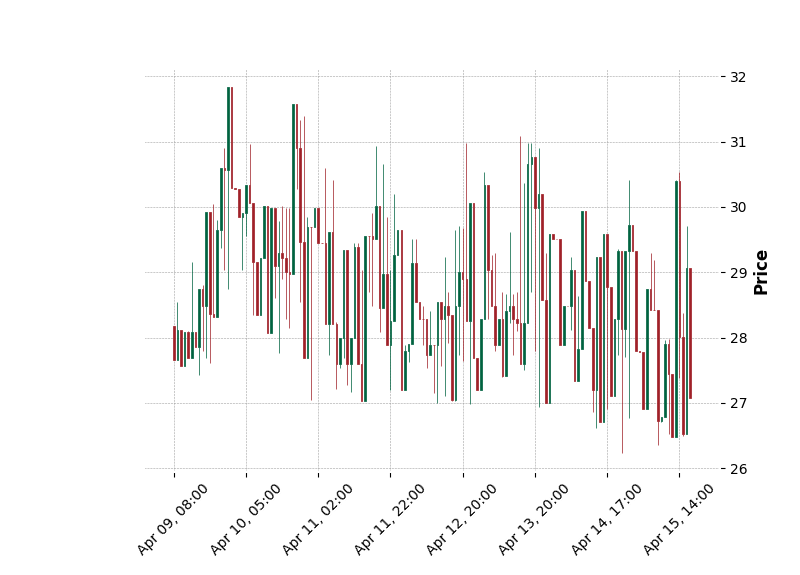 32
31
30
29
28
27
26
Price
Apr 09, 08:00
Apr 10, 05:00
Apr 11, 02:00
Apr 11, 22:00
Apr 12, 20:00
Apr 13, 20:00
Apr 14, 17:00
Apr 15, 14:00